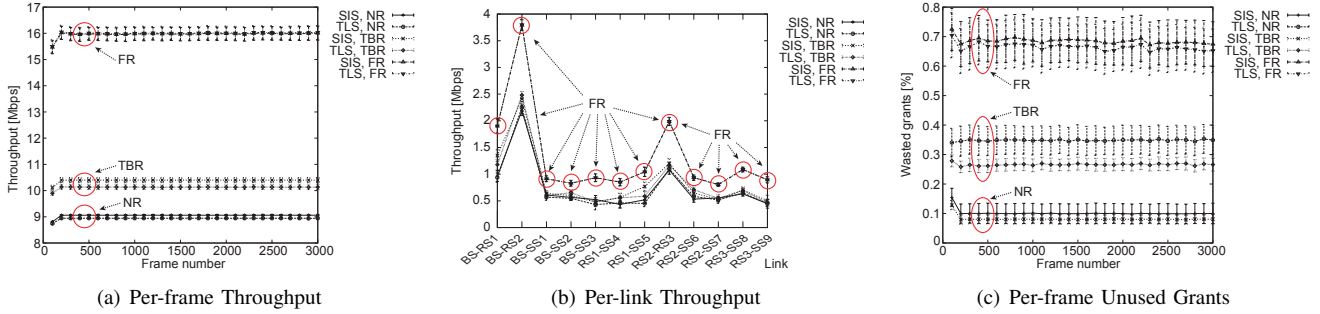 SIS, NR
TLS, NR
SIS, TBR
TLS, TBR
SIS, FR
TLS, FR
17
16
15
14
13
12
11
10
9
8
Throughput [Mbps]
FR
TBR
NR
0 500 1000 1500 2000 2500 3000
Frame number
(a) Per-frame Throughput
SIS, NR
TLS, NR
SIS, TBR
TLS, TBR
SIS, FR
TLS, FR
4
3.5
3
2.5
2
1.5
1
0.5
0
Throughput [Mbps]
FR
FR
BS-RS1
BS-RS2
BS-SS1
BS-SS2
BS-SS3
RS1-SS4
RS1-SS5
RS2-RS3
RS2-SS6
RS2-SS7
RS3-SS8
RS3-SS9
Link
(b) Per-link Throughput
SIS, NR
TLS, NR
SIS, TBR
TLS, TBR
SIS, FR
TLS, FR
0.8
0.7
0.6
0.5
0.4
0.3
0.2
0.1
0
Wasted grants [%]
FR
TBR
NR
0 500 1000 1500 2000 2500 3000
Frame number
(c) Per-frame Unused Grants